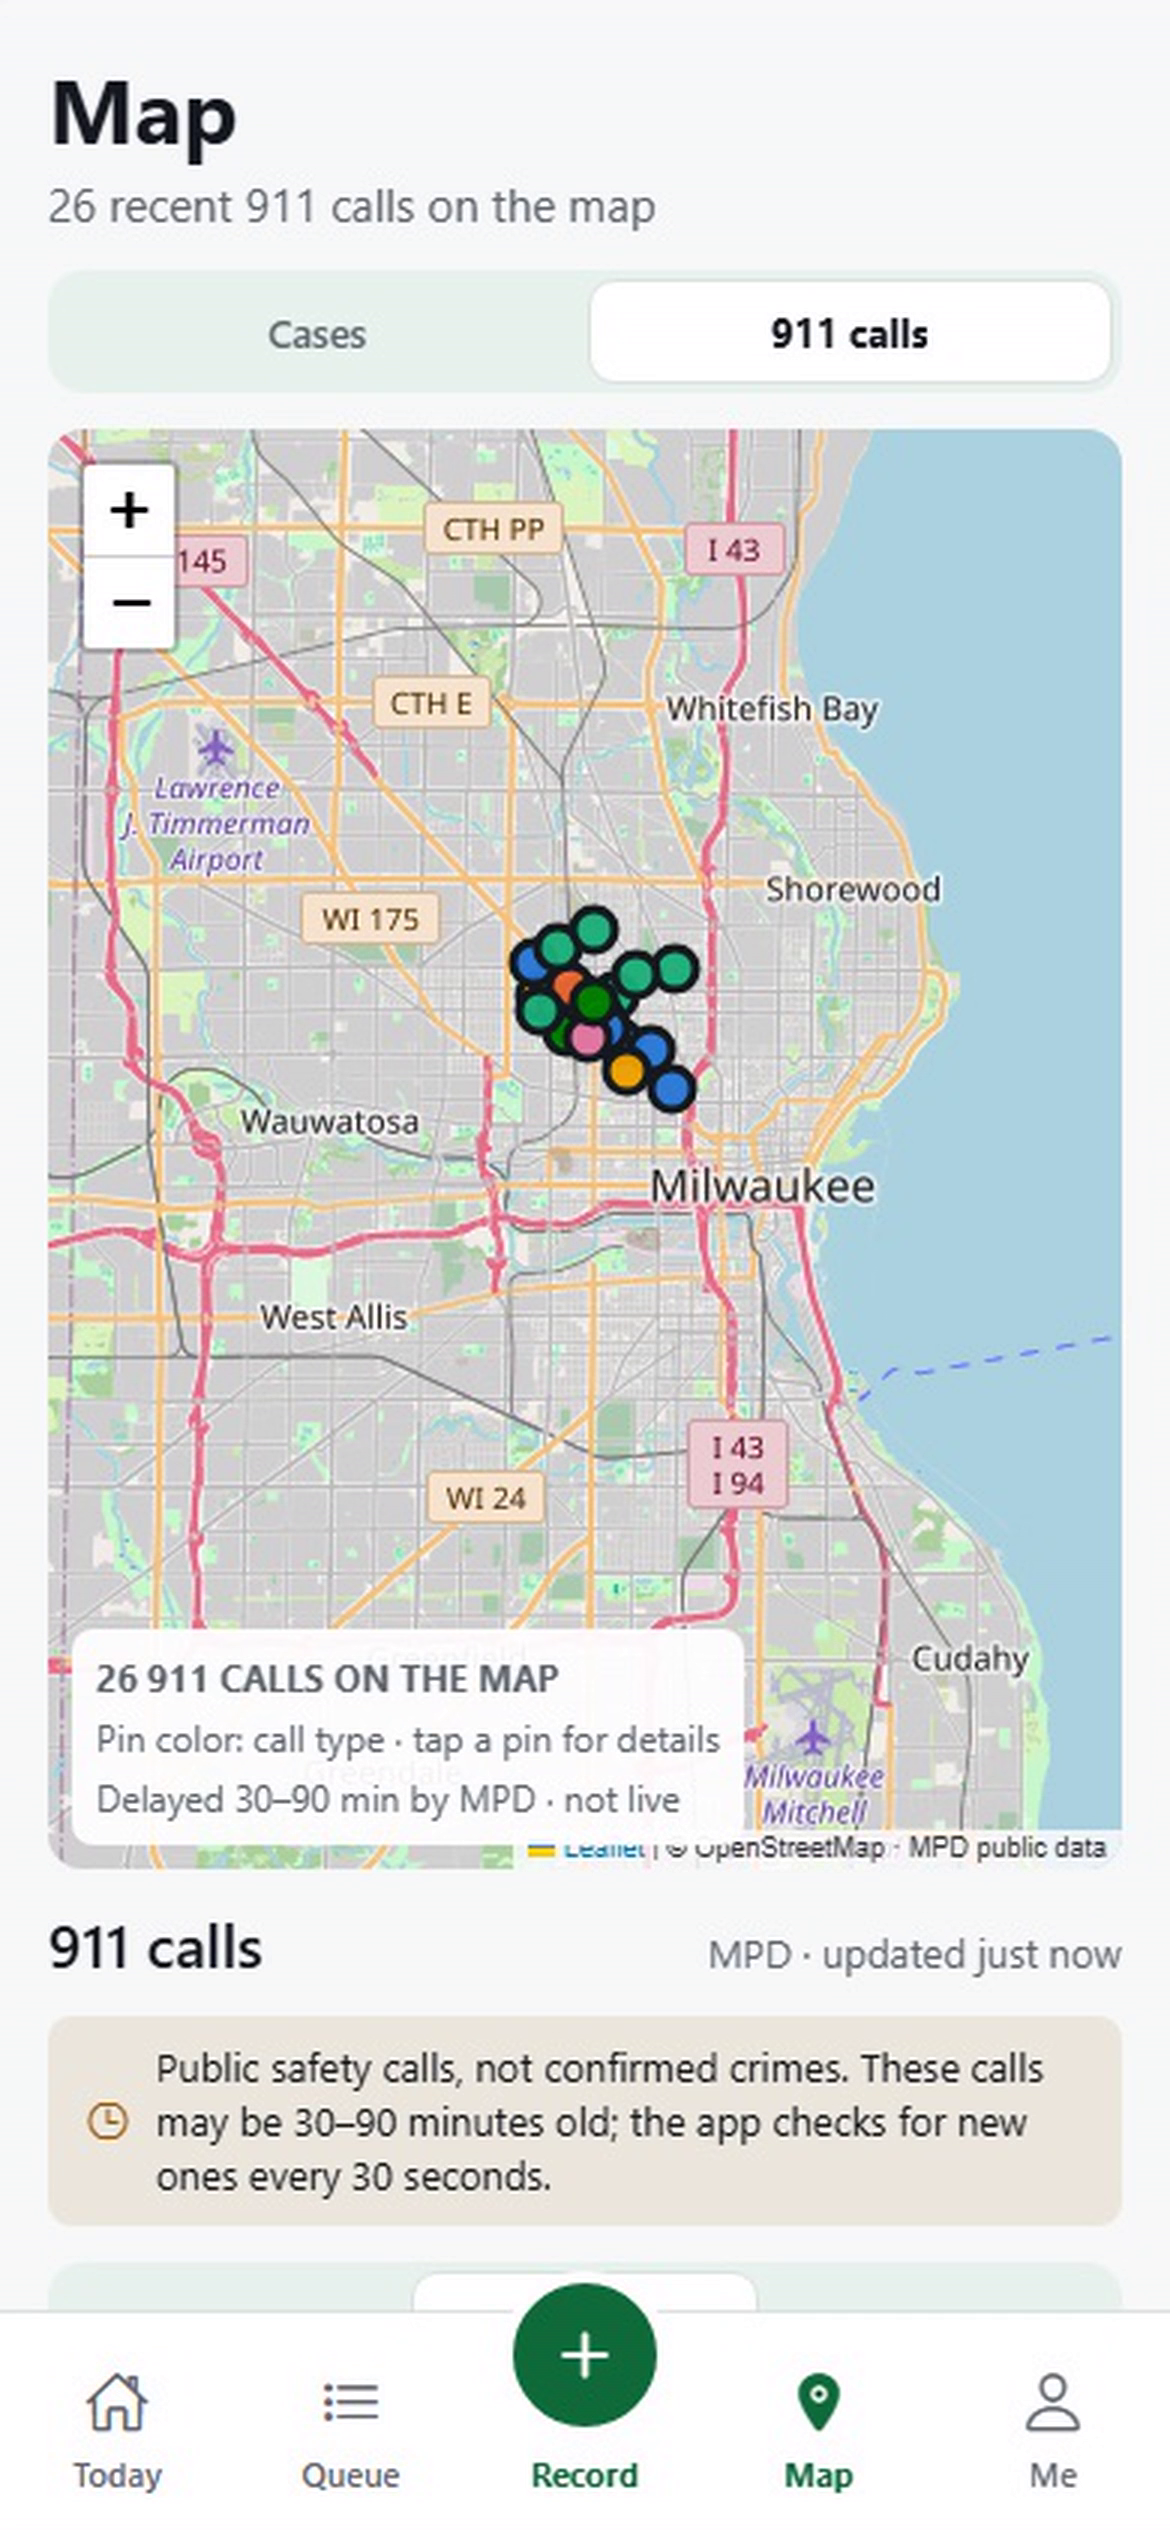 Map
26 recent 911 calls on the map
Cases
911 calls
+
−
145
CTH PP
I 43
CTH E
Whitefish Bay
Lawrence
J. Timmerman
Airport
Shorewood
WI 175
Wauwatosa
Milwaukee
West Allis
I 43
I 94
WI 24
Greenfield
Cudahy
26 911 CALLS ON THE MAP
Pin color: call type · tap a pin for details
Greendale
Delayed 30–90 min by MPD · not live
Milwaukee
Mitchell
Leaflet | © OpenStreetMap · MPD public data
911 calls
MPD · updated just now
Public safety calls, not confirmed crimes. These calls
may be 30–90 minutes old; the app checks for new
ones every 30 seconds.
Today
Queue
Record
Map
Me